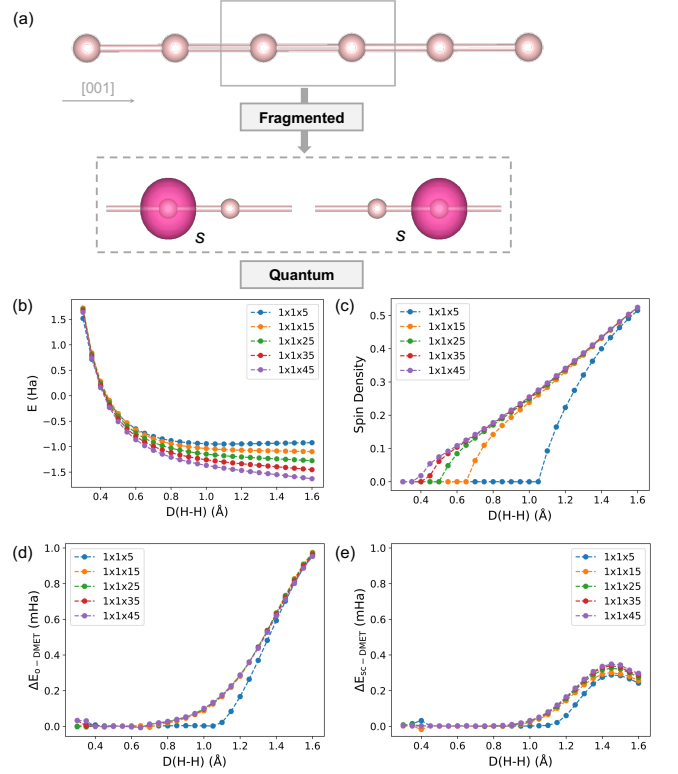 (a)
[001]
Fragmented
S
S
Quantum
(b)
E (Ha)
1.5
1.0
0.5
0.0
−0.5
−1.0
−1.5
0.4 0.6 0.8 1.0 1.2 1.4 1.6
D(H-H) (Å)
1x1x5
1x1x15
1x1x25
1x1x35
1x1x45
(c)
Spin Density
0.5
0.4
0.3
0.2
0.1
0.0
0.4 0.6 0.8 1.0 1.2 1.4 1.6
D(H-H) (Å)
1x1x5
1x1x15
1x1x25
1x1x35
1x1x45
(d)
ΔEo−DMET (mHa)
1.0
0.8
0.6
0.4
0.2
0.0
0.4 0.6 0.8 1.0 1.2 1.4 1.6
D(H-H) (Å)
1x1x5
1x1x15
1x1x25
1x1x35
1x1x45
(e)
ΔEsc−DMET (mHa)
1.0
0.8
0.6
0.4
0.2
0.0
0.4 0.6 0.8 1.0 1.2 1.4 1.6
D(H-H) (Å)
1x1x5
1x1x15
1x1x25
1x1x35
1x1x45